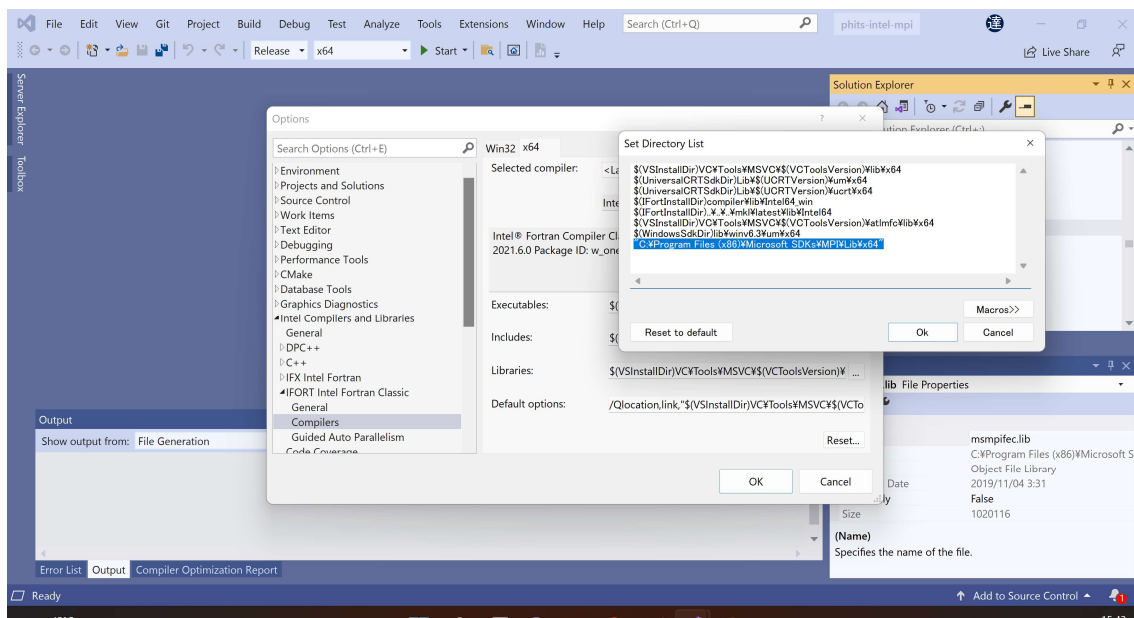 File Edit View Git Project Build Debug Test Analyze Tools Extensions Window Help Search (Ctrl+Q) phits-intel-mpi 達
Release x64 Start Live Share
Server Explorer
Toolbox
Solution Explorer
Options
Search Options (Ctrl+E)
Environment
Projects and Solutions
Source Control
Work Items
Text Editor
Debugging
Performance Tools
CMake
Database Tools
Graphics Diagnostics
Intel Compilers and Libraries
General
DPC++
C++
IFX Intel Fortran
IFORT Intel Fortran Classic
General
Compilers
Guided Auto Parallelism
Code Coverage
Win32 x64
Selected compiler:
Intel® Fortran Compiler Cl
2021.6.0 Package ID: w_one
Executables: $(
Includes: $(
Libraries: $(VSInstallDir)VC¥Tools¥MSVC¥$(VCToolsVersion)¥ ...
Default options: /Qlocation,link,"$(VSInstallDir)VC¥Tools¥MSVC¥$(VCTo
Reset...
OK Cancel
Set Directory List
$(VSInstallDir)VC¥Tools¥MSVC¥$(VCToolsVersion)¥lib¥x64
$(UniversalCRTSdkDir)Lib¥$(UCRTVersion)¥um¥x64
$(UniversalCRTSdkDir)Lib¥$(UCRTVersion)¥ucrt¥x64
$(IFortInstallDir)compiler¥lib¥Intel64_win
$(IFortInstallDir)..¥..¥..¥mkl¥latest¥lib¥Intel64
$(VSInstallDir)VC¥Tools¥MSVC¥$(VCToolsVersion)¥atlmfc¥lib¥x64
$(WindowsSdkDir)lib¥winv6.3¥um¥x64
"C:¥Program Files (x86)¥Microsoft SDKs¥MPI¥Lib¥x64"
Macros>>
Reset to default Ok Cancel
.lib File Properties
msmpifec.lib
C:¥Program Files (x86)¥Microsoft S
Object File Library
Date 2019/11/04 3:31
False
Size 1020116
(Name)
Specifies the name of the file.
Output
Show output from: File Generation
Error List Output Compiler Optimization Report
Ready Add to Source Control 1